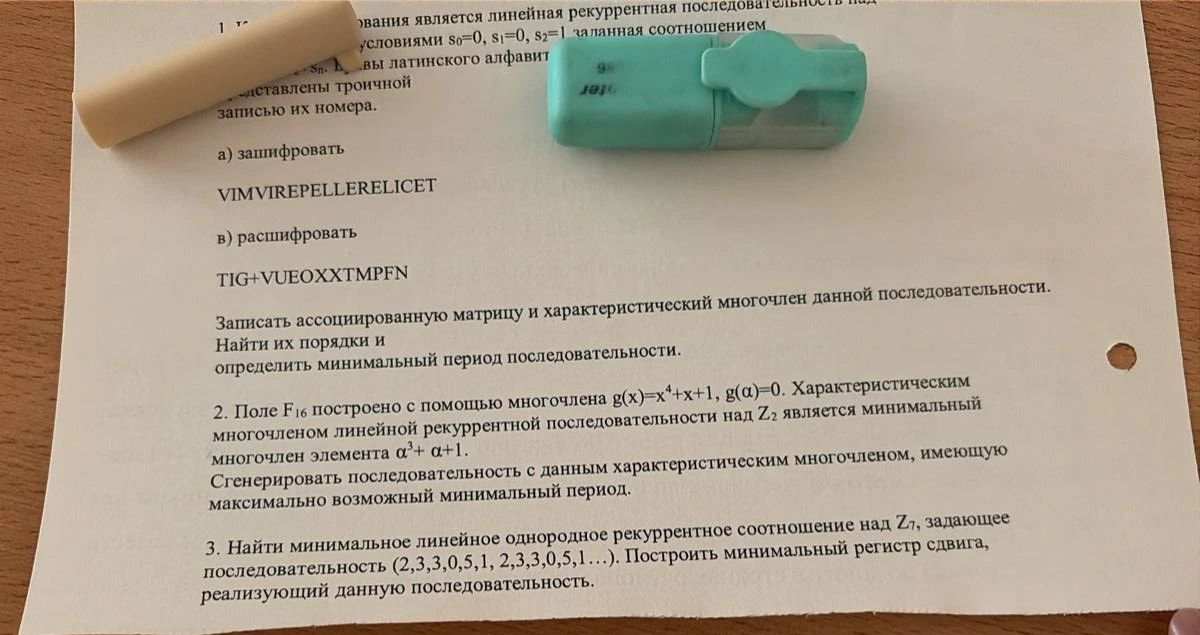 1. ования является линейная рекуррентная последовательность над
условиями s₀=0, s₁=0, s₂=1 заданная соотношением
sₙ. Буквы латинского алфавит
представлены троичной
записью их номера.
а) зашифровать
VIMVIREPELLERELICET
в) расшифровать
TIG+VUEOXXTMPFN
Записать ассоциированную матрицу и характеристический многочлен данной последовательности.
Найти их порядки и
определить минимальный период последовательности.
2. Поле F₁₆ построено с помощью многочлена g(x)=x⁴+x+1, g(α)=0. Характеристическим
многочленом линейной рекуррентной последовательности над Z₂ является минимальный
многочлен элемента α³+ α+1.
Сгенерировать последовательность с данным характеристическим многочленом, имеющую
максимально возможный минимальный период.
3. Найти минимальное линейное однородное рекуррентное соотношение над Z₇, задающее
последовательность (2,3,3,0,5,1, 2,3,3,0,5,1…). Построить минимальный регистр сдвига,
реализующий данную последовательность.